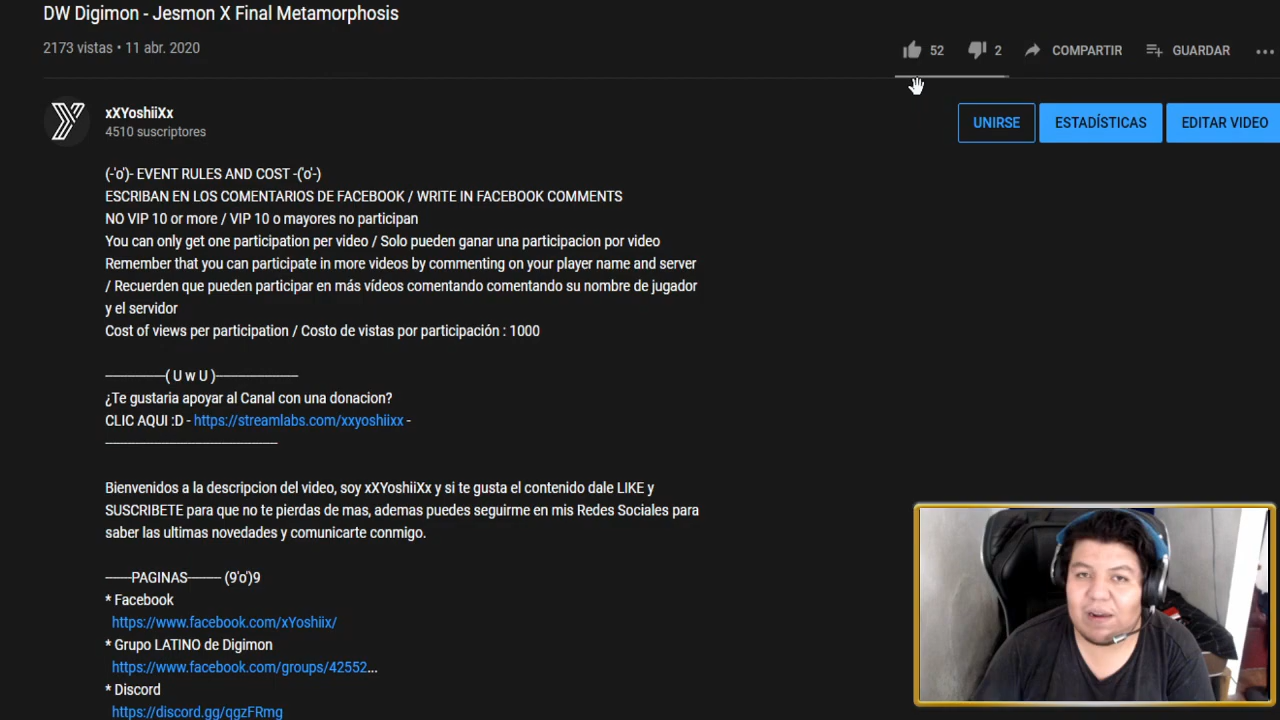 DW Digimon - Jesmon X Final Metamorphosis
2173 vistas • 11 abr. 2020
52
2
COMPARTIR
GUARDAR
xXYoshiiXx
4510 suscriptores
UNIRSE
ESTADÍSTICAS
EDITAR VIDEO
(-'o')- EVENT RULES AND COST -('o'-)
ESCRIBAN EN LOS COMENTARIOS DE FACEBOOK / WRITE IN FACEBOOK COMMENTS
NO VIP 10 or more / VIP 10 o mayores no participan
You can only get one participation per video / Solo pueden ganar una participacion por video
Remember that you can participate in more videos by commenting on your player name and server
/ Recuerden que pueden participar en más vídeos comentando comentando su nombre de jugador
y el servidor
Cost of views per participation / Costo de vistas por participación : 1000
-----------------( U w U )-----------------------
¿Te gustaria apoyar al Canal con una donacion?
CLIC AQUI :D - https://streamlabs.com/xxyoshiixx -
------------------------------------------------
Bienvenidos a la descripcion del video, soy xXYoshiiXx y si te gusta el contenido dale LIKE y
SUSCRIBETE para que no te pierdas de mas, ademas puedes seguirme en mis Redes Sociales para
saber las ultimas novedades y comunicarte conmigo.
-------PAGINAS--------- (9'o')9
* Facebook
https://www.facebook.com/xYoshiix/
* Grupo LATINO de Digimon
https://www.facebook.com/groups/42552...
* Discord
https://discord.gg/qgzFRmg